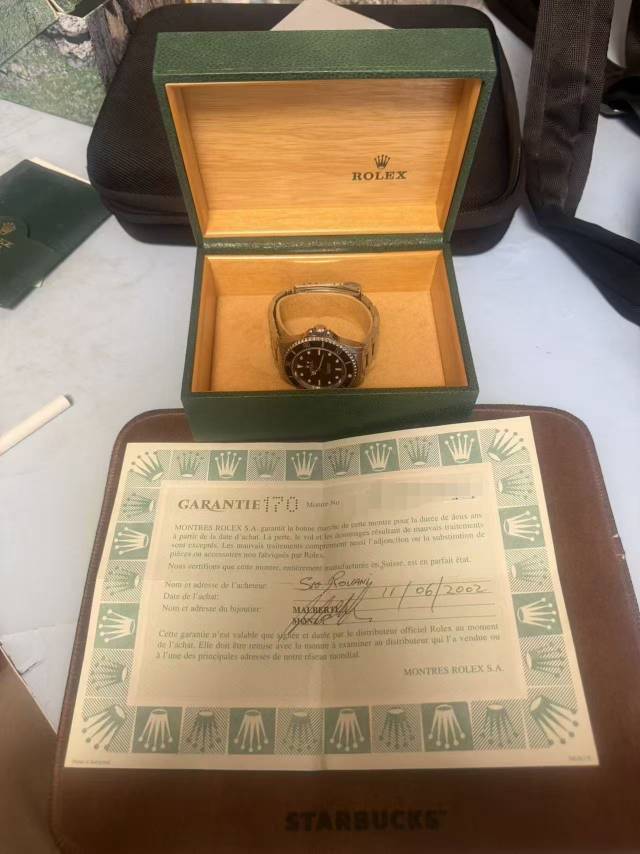 ROLEX
GARANTIE 170 Montre No
MONTRES ROLEX S.A. garantit la bonne marche de cette montre pour la durée de deux ans
à partir de la date d'achat. La perte, le vol et les dommages résultant de mauvais traitements
sont exceptés. Les mauvais traitements comprennent aussi l'adjonction ou la substitution de
pièces ou accessoires non fabriqués par Rolex.
Nous certifions que cette montre, entièrement manufacturée en Suisse, est en parfait état.
Nom et adresse de l'acheteur:
Date de l'achat: 11/06/2002
Nom et adresse du bijoutier: MALBERTI
Cette garantie n'est valable que signée et datée par le distributeur officiel Rolex au moment
de l'achat. Elle doit être remise avec la montre à examiner au distributeur qui l'a vendue ou
à l'une des principales adresses de notre réseau mondial.
MONTRES ROLEX S.A.
STARBUCKS